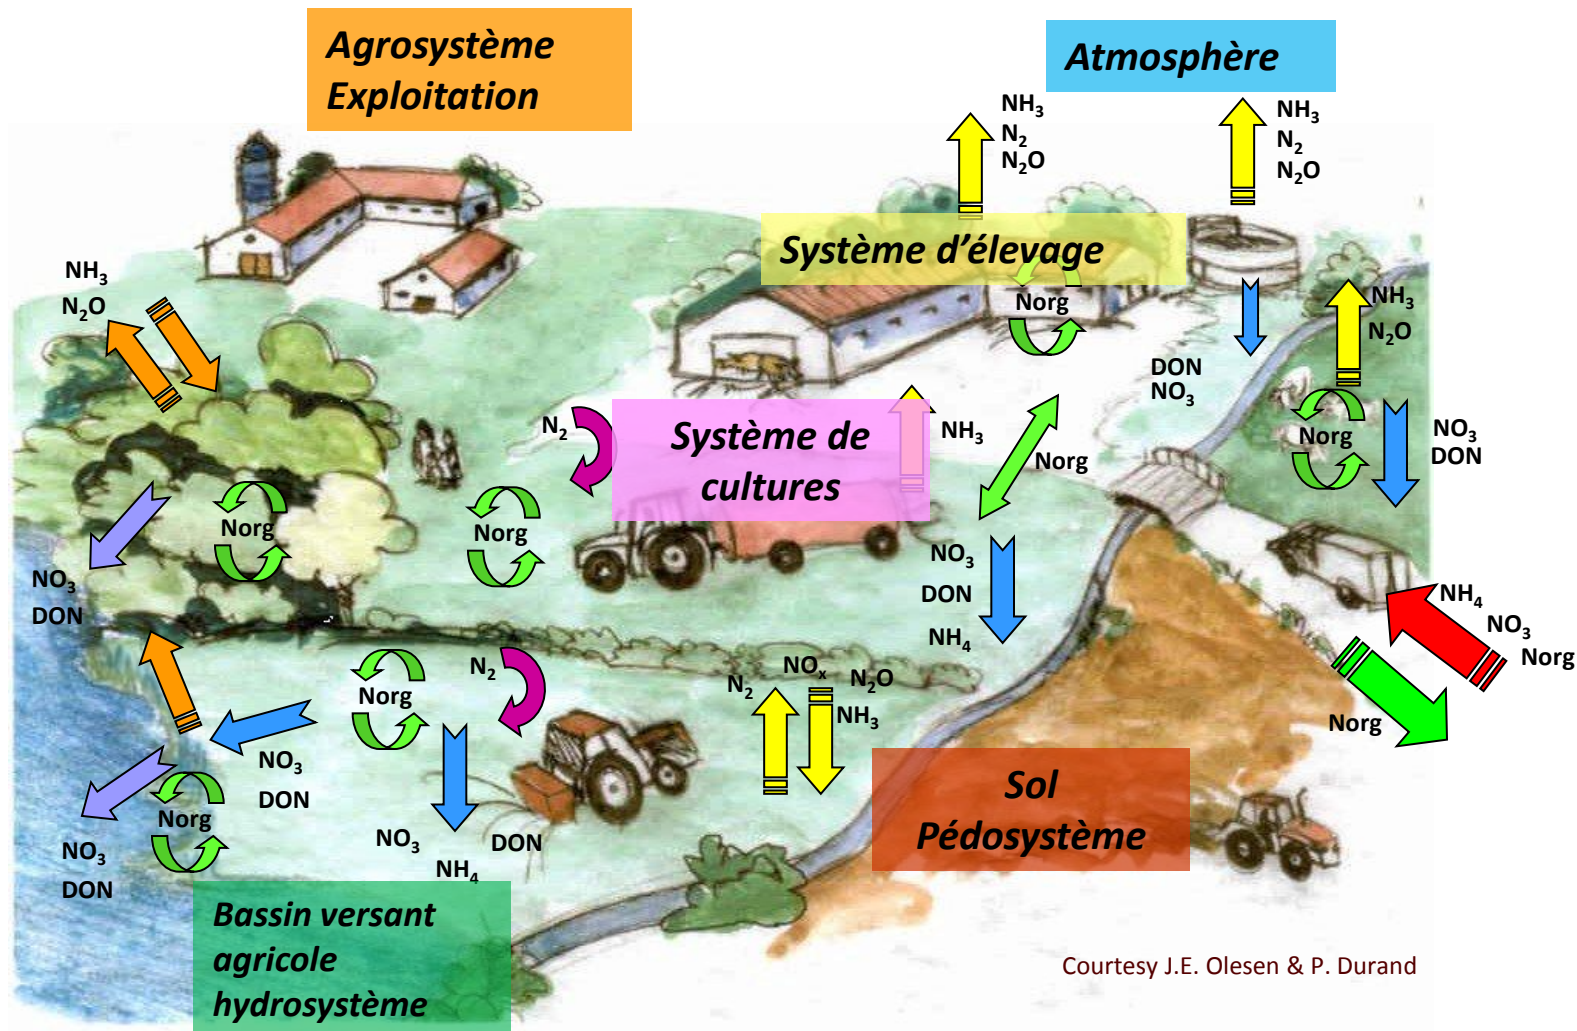 Agrosystème
Exploitation
Atmosphère
NH₃
N₂
N₂O
NH₃
N₂
N₂O
Système d’élevage
NH₃
N₂O
Norg
NH₃
N₂O
DON
NO₃
N₂
Système de
cultures
NH₃
Norg
Norg
NO₃
DON
Norg
Norg
NO₃
DON
NH₄
NO₃
DON
NH₄
NO₃
Norg
Norg
N₂
Norg
N₂
NOₓ
N₂O
NH₃
NO₃
DON
Norg
NO₃
DON
NO₃
DON
NH₄
Sol
Pédosystème
Bassin versant
agricole
hydrosystème
Courtesy J.E. Olesen & P. Durand